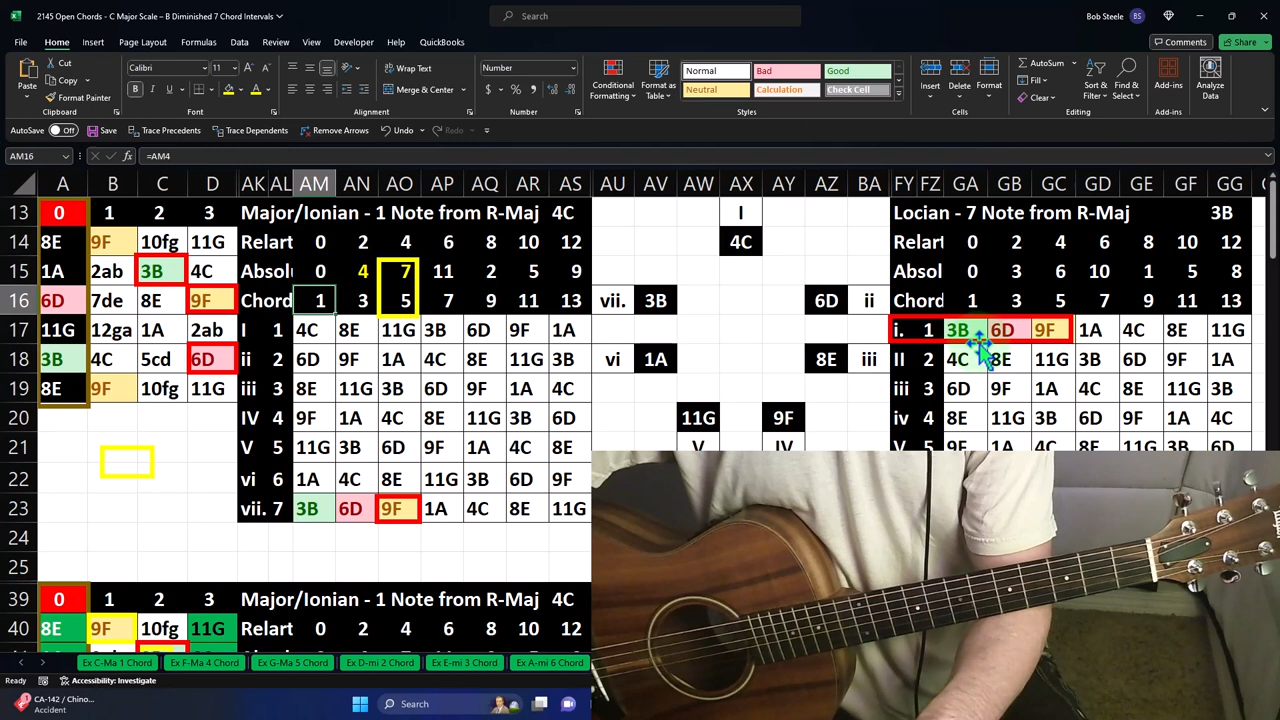 2145 Open Chords - C Major Scale – B Diminished 7 Chord Intervals
Search
Bob Steele BS
File Home Insert Page Layout Formulas Data Review View Developer Automate Help QuickBooks
Comments Share
Paste Cut Copy Format Painter Clipboard
Calibri 11 Font
Wrap Text Merge & Center Alignment
Number Number
Conditional Formatting Format as Table
Normal Bad Good Neutral Calculation Check Cell Styles
Insert Delete Format Cells
AutoSum Fill Clear Sort & Filter Find & Select Editing
Add-ins Add-ins
Analyze Data
AutoSave Off Save Trace Precedents Trace Dependents Remove Arrows Undo Redo
AM16 fx =AM4
A B C D AK AL AM AN AO AP AQ AR AS AU AV AW AX AY AZ BA FY FZ GA GB GC GD GE GF GG
13 0 1 2 3 Major/Ionian - 1 Note from R-Maj 4C I Locian - 7 Note from R-Maj 3B
14 8E 9F 10fg 11G Relart 0 2 4 6 8 10 12 4C Relart 0 2 4 6 8 10 12
15 1A 2ab 3B 4C Absol 0 4 7 11 2 5 9 Absol 0 3 6 10 1 5 8
16 6D 7de 8E 9F Chord 1 3 5 7 9 11 13 vii. 3B 6D ii Chord 1 3 5 7 9 11 13
17 11G 12ga 1A 2ab I 1 4C 8E 11G 3B 6D 9F 1A i. 1 3B 6D 9F 1A 4C 8E 11G
18 3B 4C 5cd 6D ii 2 6D 9F 1A 4C 8E 11G 3B vi 1A 8E iii II 2 4C 8E 11G 3B 6D 9F 1A
19 8E 9F 10fg 11G iii 3 8E 11G 3B 6D 9F 1A 4C iii 3 6D 9F 1A 4C 8E 11G 3B
20 IV 4 9F 1A 4C 8E 11G 3B 6D 11G 9F iv 4 8E 11G 3B 6D 9F 1A 4C
21 V 5 11G 3B 6D 9F 1A 4C 8E V IV V 5 9F 1A 4C 8E 11G 3B 6D
22 vi 6 1A 4C 8E 11G 3B 6D 9F
23 vii. 7 3B 6D 9F 1A 4C 8E 11G
24
25
39 0 1 2 3 Major/Ionian - 1 Note from R-Maj 4C
40 8E 9F 10fg 11G Relart 0 2 4 6 8 10 12
Ex C-Ma 1 Chord Ex F-Ma 4 Chord Ex G-Ma 5 Chord Ex D-mi 2 Chord Ex E-mi 3 Chord Ex A-mi 6 Chord
Ready Accessibility: Investigate
CA-142 / Chino...
Accident
Search